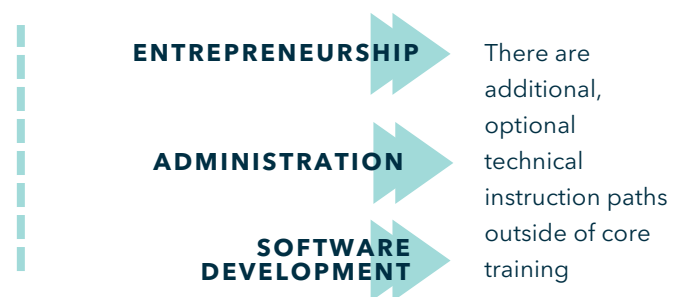 ENTREPRENEURSHIP
ADMINISTRATION
SOFTWARE
DEVELOPMENT
There are
additional,
optional
technical
instruction paths
outside of core
training